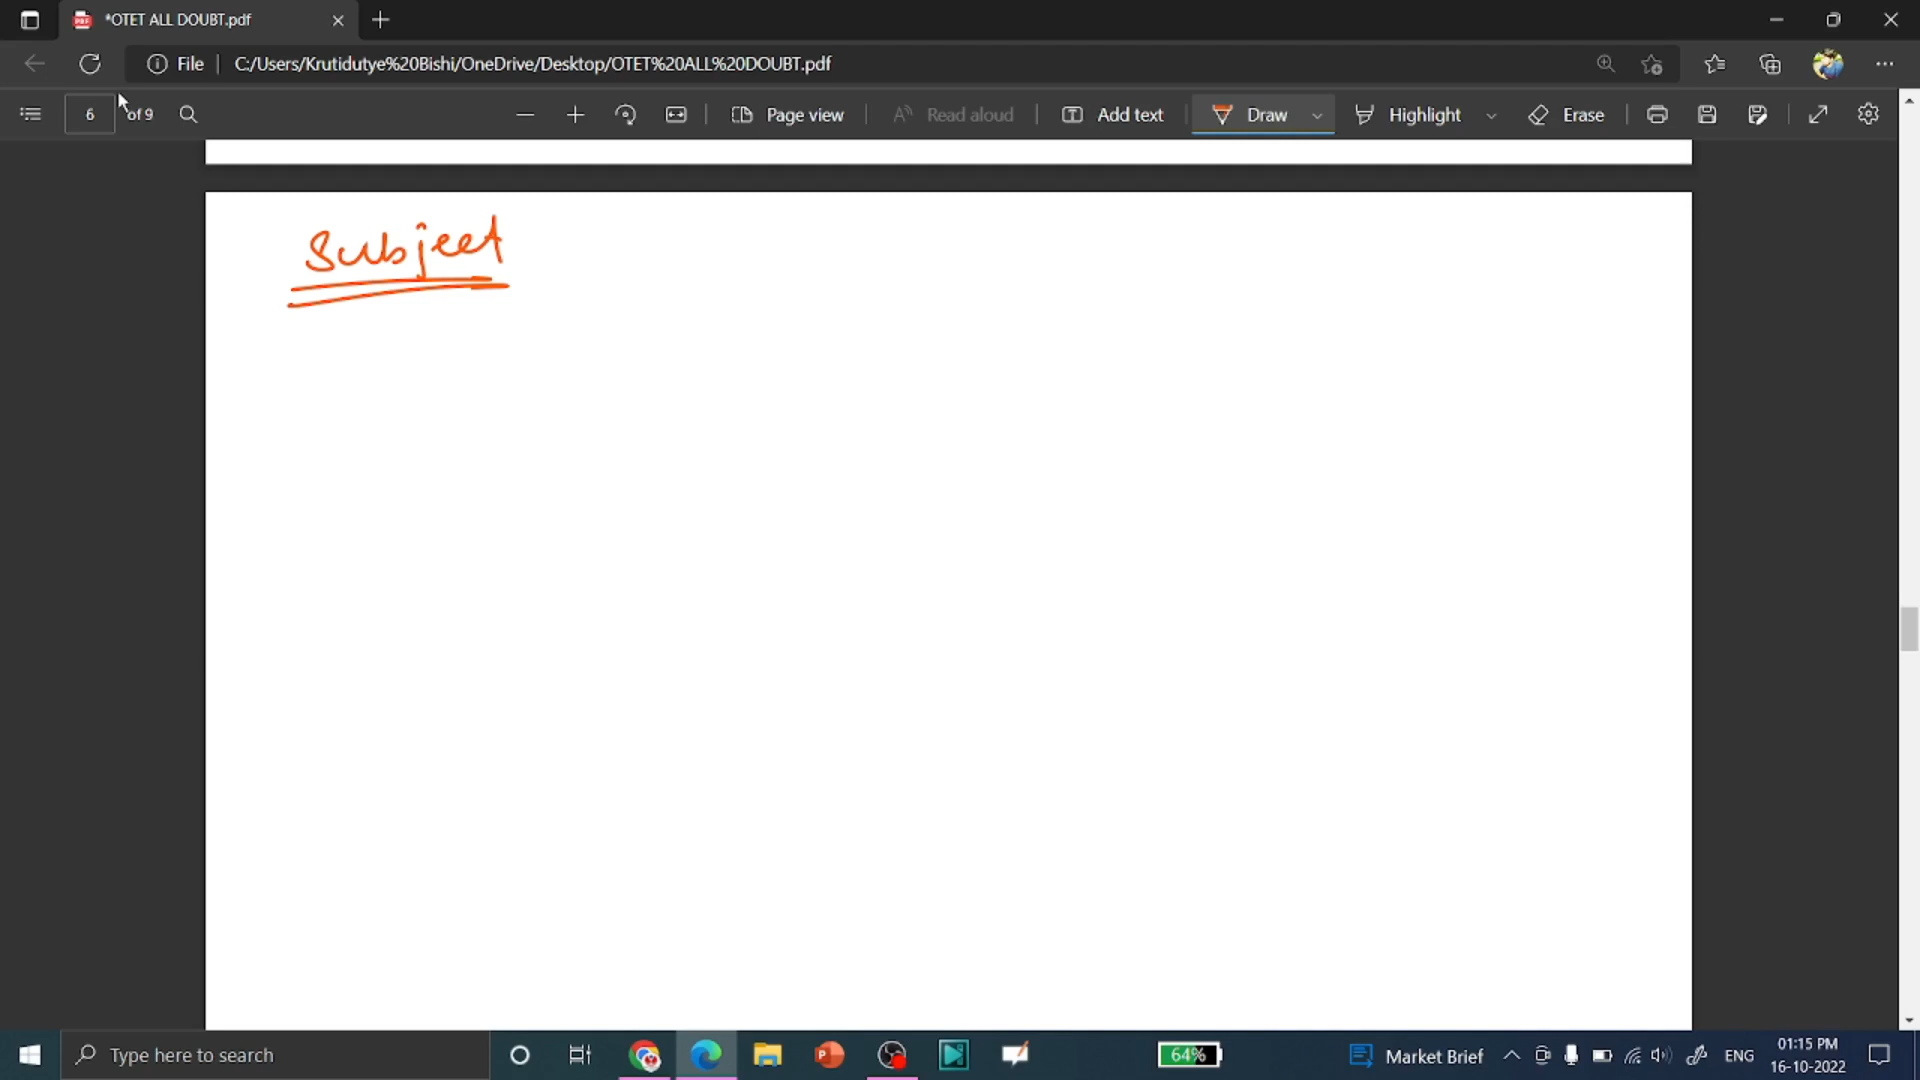 *OTET ALL DOUBT.pdf
File C:/Users/Krutidutye%20Bishi/OneDrive/Desktop/OTET%20ALL%20DOUBT.pdf
6 of 9 Page view Read aloud Add text Draw Highlight Erase
Subject
Type here to search 64% Market Brief ENG 01:15 PM
16-10-2022